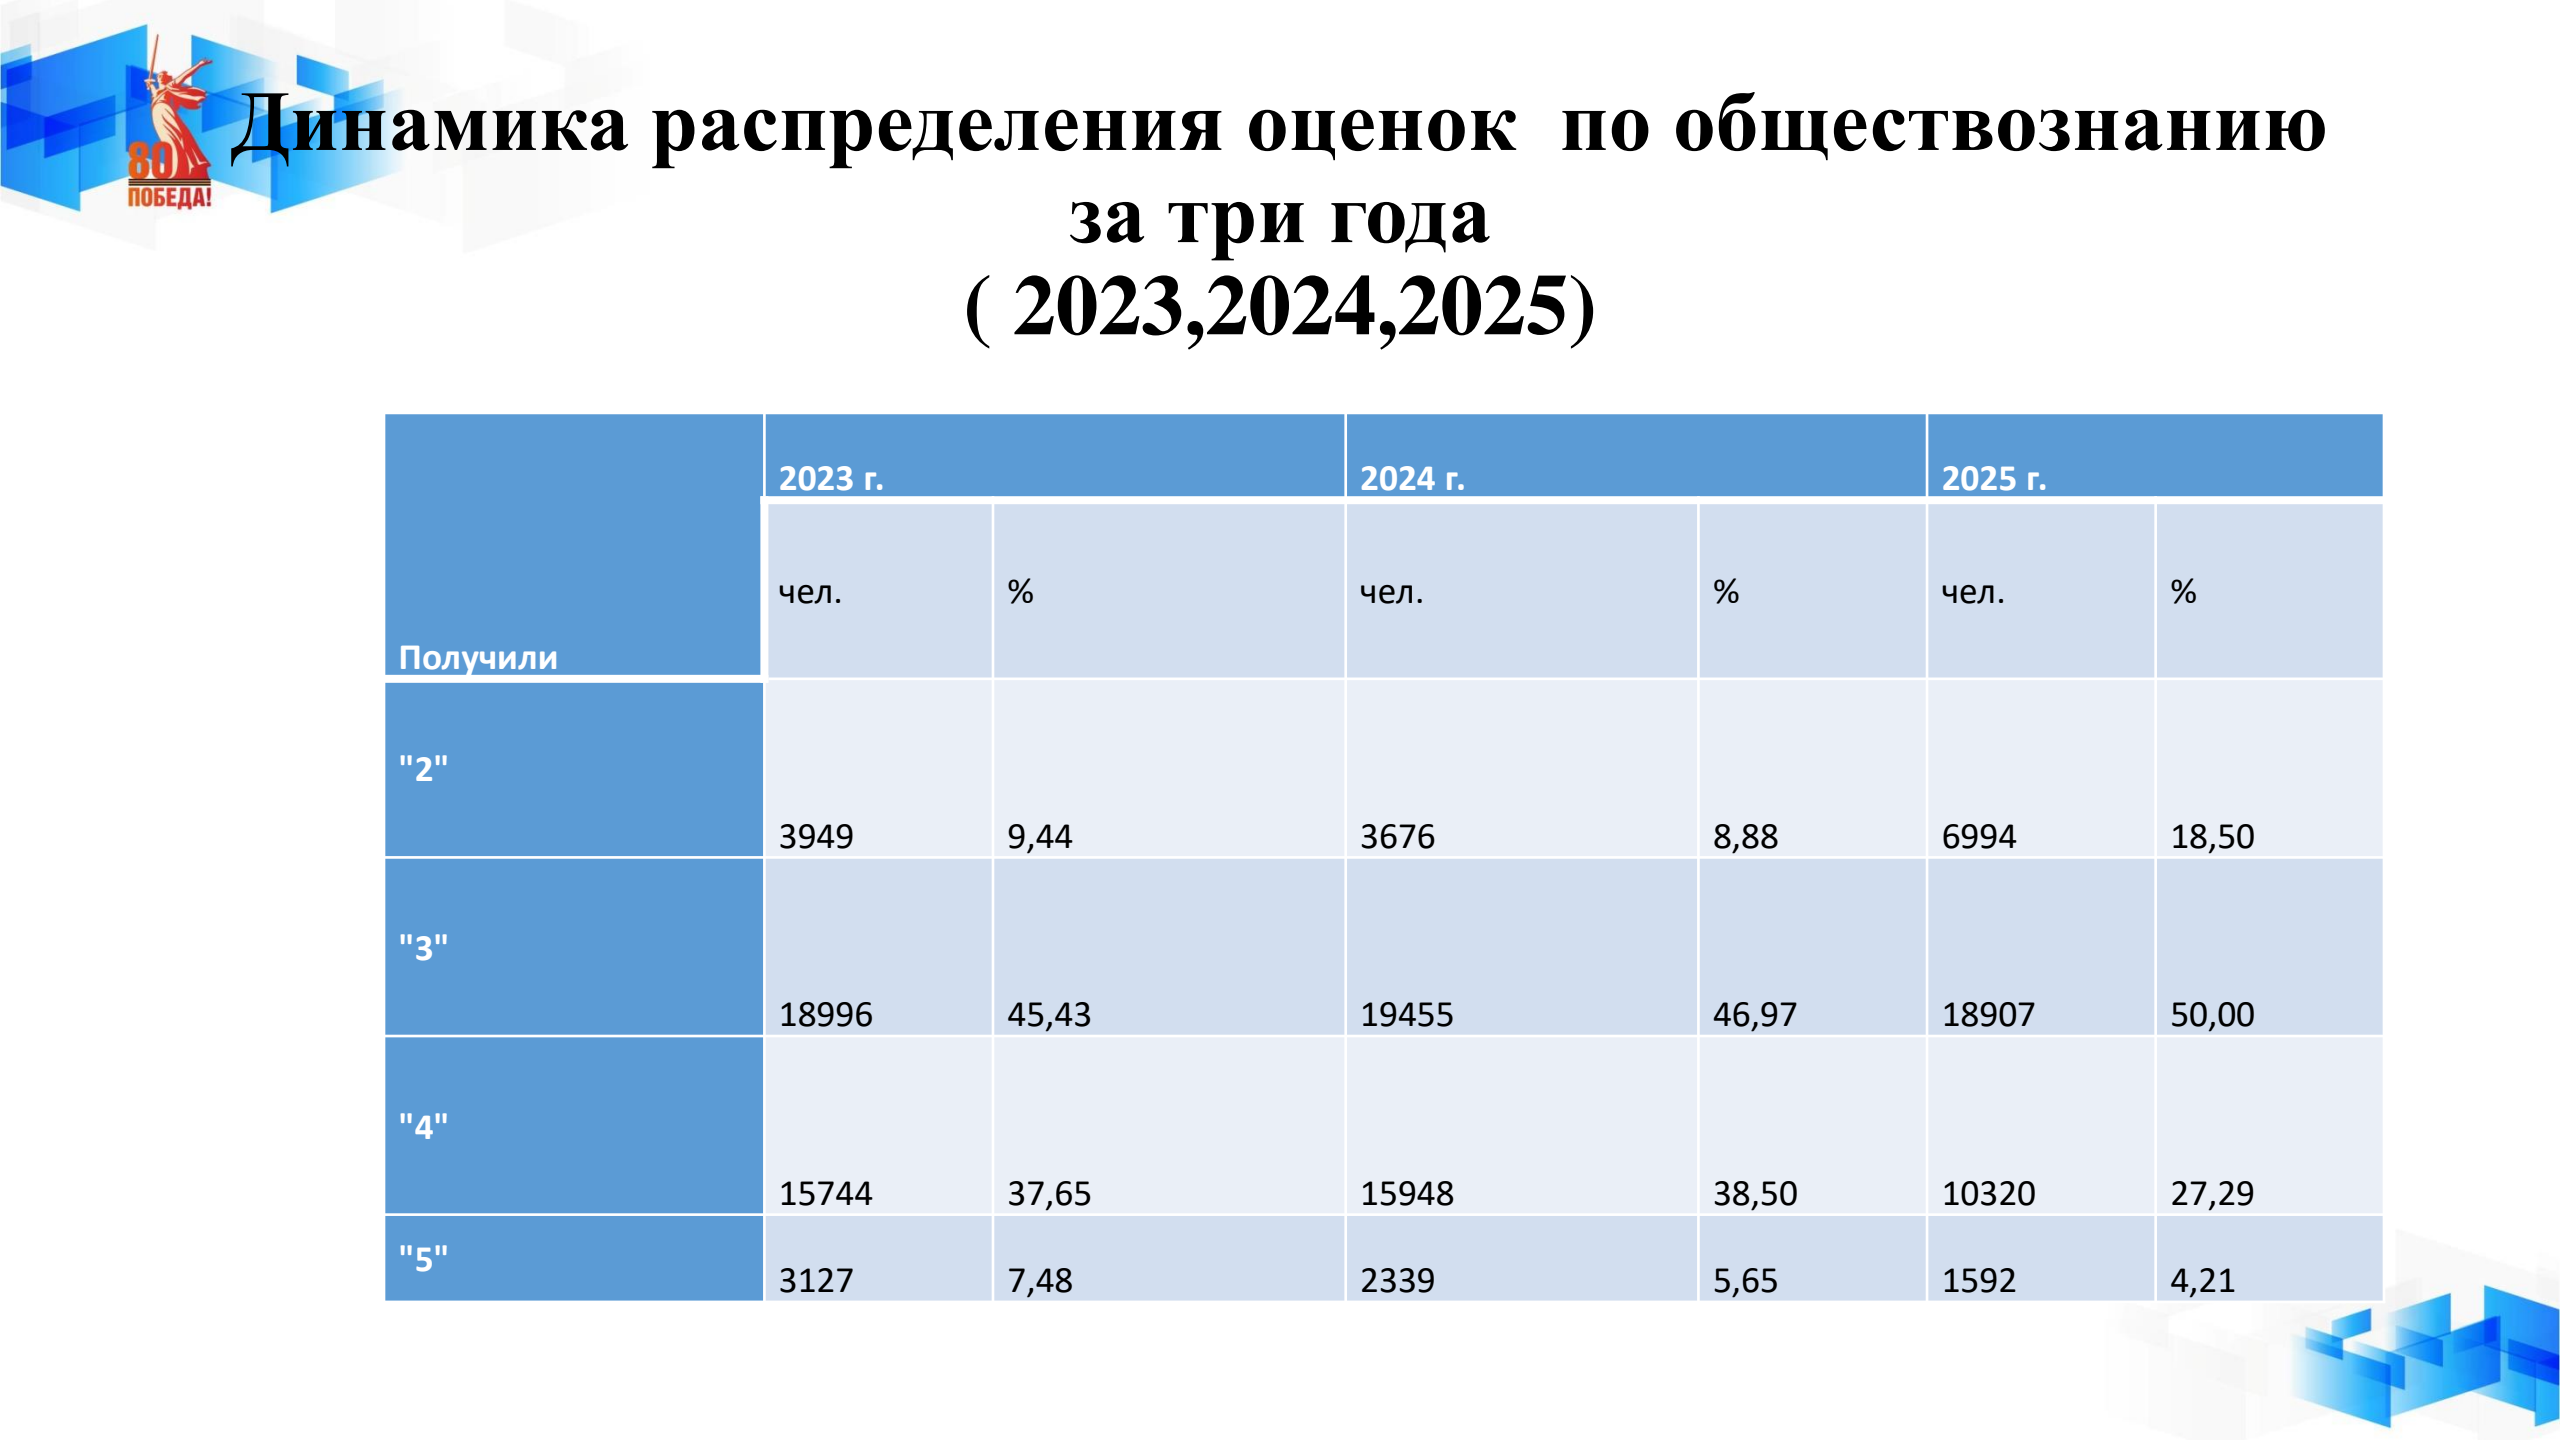 Динамика распределения оценок  по обществознанию
за три года
( 2023,2024,2025)
80
ПОБЕДА!
Получили 2023 г. 2024 г. 2025 г.
чел. % чел. % чел. %
"2" 3949 9,44 3676 8,88 6994 18,50
"3" 18996 45,43 19455 46,97 18907 50,00
"4" 15744 37,65 15948 38,50 10320 27,29
"5" 3127 7,48 2339 5,65 1592 4,21